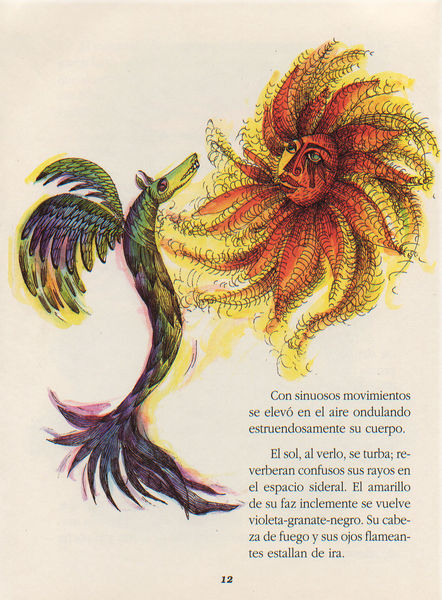 Con sinuosos movimientos
se elevó en el aire ondulando
estruendosamente su cuerpo.
El sol, al verlo, se turba; re-
verberan confusos sus rayos en
el espacio sideral. El amarillo
de su faz inclemente se vuelve
violeta-granate-negro. Su cabe-
za de fuego y sus ojos flamean-
tes estallan de ira.
12